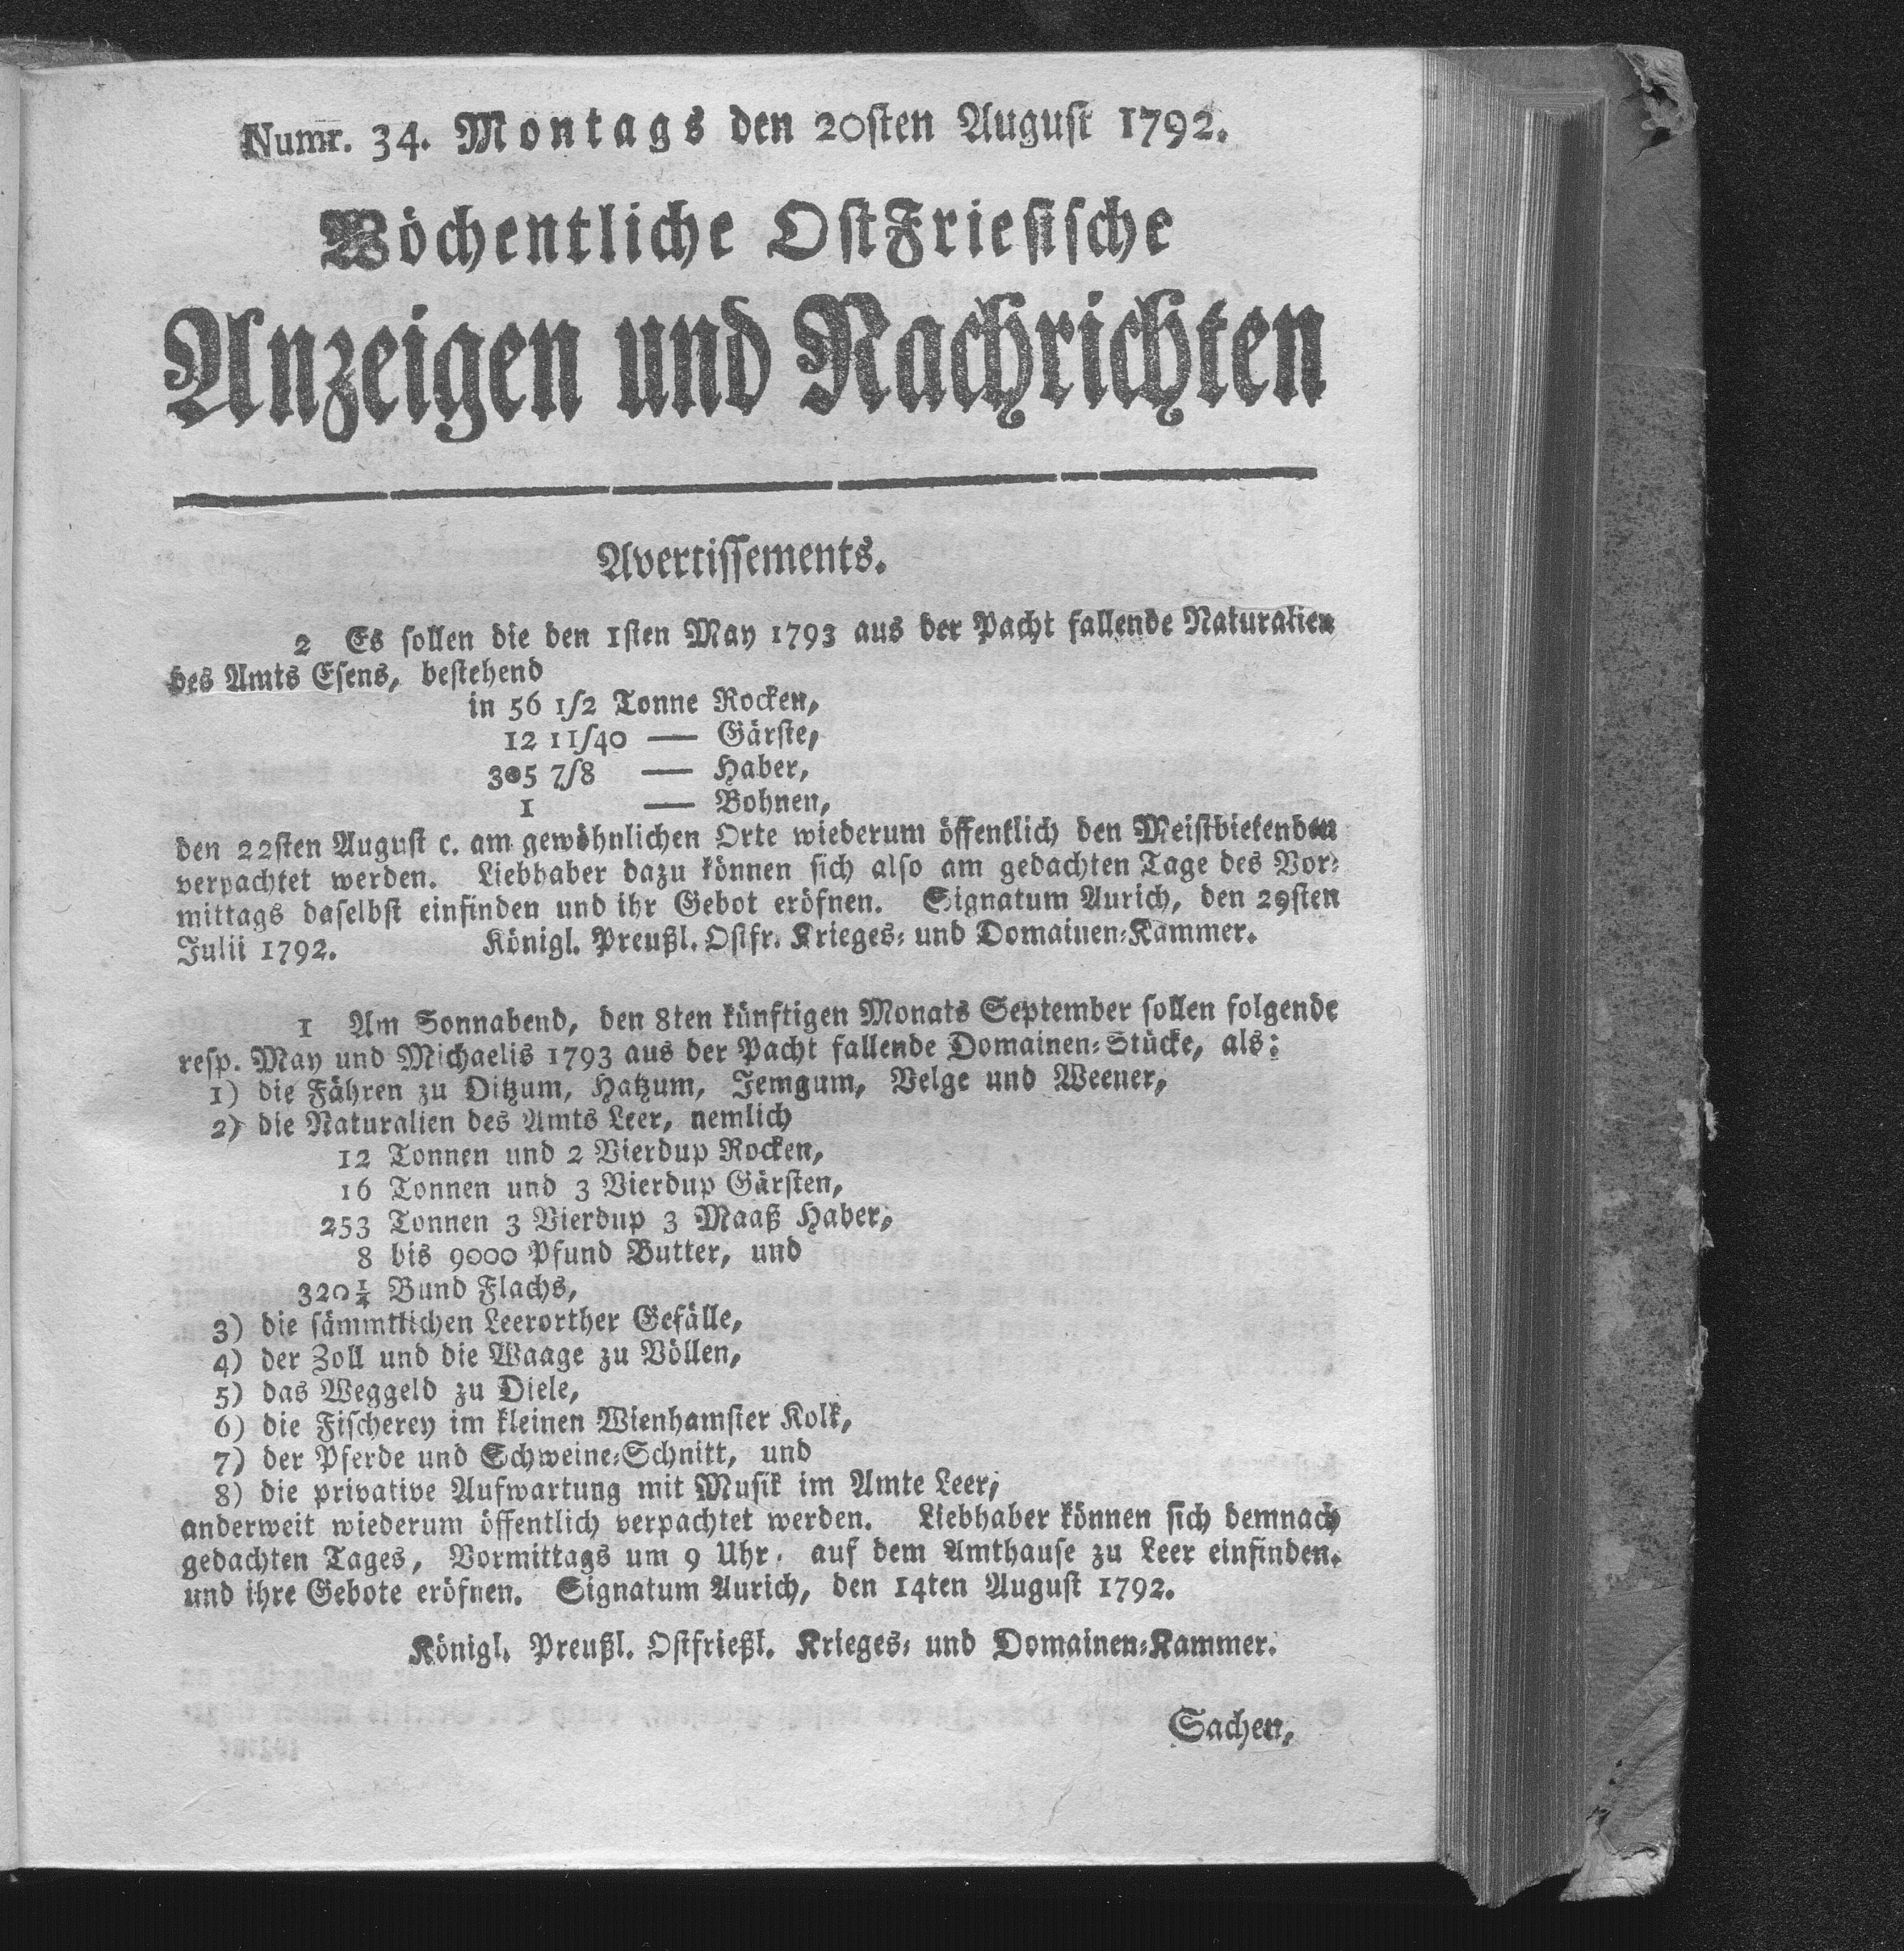 Numr. 34. Montags den 20sten August 1792.
Wöchentliche OstFriesische
Anzeigen und Nachrichten
Avertissements.
2 Es sollen die den 1sten May 1793 aus der Pacht fallende Naturalien
des Amts Esens, bestehend
in 56 1/2 Tonne Rocken,
12 11/40 — Gärste,
305 7/8 — Haber,
1 — Bohnen,
den 22sten August c. am gewöhnlichen Orte wiederum öffentlich den Meistbietenden
verpachtet werden. Liebhaber dazu können sich also am gedachten Tage des Vor-
mittags daselbst einfinden und ihr Gebot eröfnen. Signatum Aurich, den 29sten
Julii 1792. Königl. Preußl. Ostfr. Krieges- und Domainen-Kammer.
1 Am Sonnabend, den 8ten künftigen Monats September sollen folgende
resp. May und Michaelis 1793 aus der Pacht fallende Domainen-Stücke, als:
1) die Fähren zu Ditzum, Hatzum, Jemgum, Velge und Weener,
2) die Naturalien des Amts Leer, nemlich
12 Tonnen und 2 Vierdup Rocken,
16 Tonnen und 3 Vierdup Gärsten,
253 Tonnen 3 Vierdup 3 Maaß Haber,
8 bis 9000 Pfund Butter, und
320 1/4 Bund Flachs,
3) die sämmtlichen Leerorther Gefälle,
4) der Zoll und die Waage zu Völlen,
5) das Weggeld zu Diele,
6) die Fischerey im kleinen Wienhamster Kolk,
7) der Pferde und Schweine-Schnitt, und
8) die privative Aufwartung mit Musik im Amte Leer,
anderweit wiederum öffentlich verpachtet werden. Liebhaber können sich demnach
gedachten Tages, Vormittags um 9 Uhr, auf dem Amthause zu Leer einfinden.
und ihre Gebote eröfnen. Signatum Aurich, den 14ten August 1792.
Königl. Preußl. Ostfrießl. Krieges- und Domainen-Kammer.
Sachen,